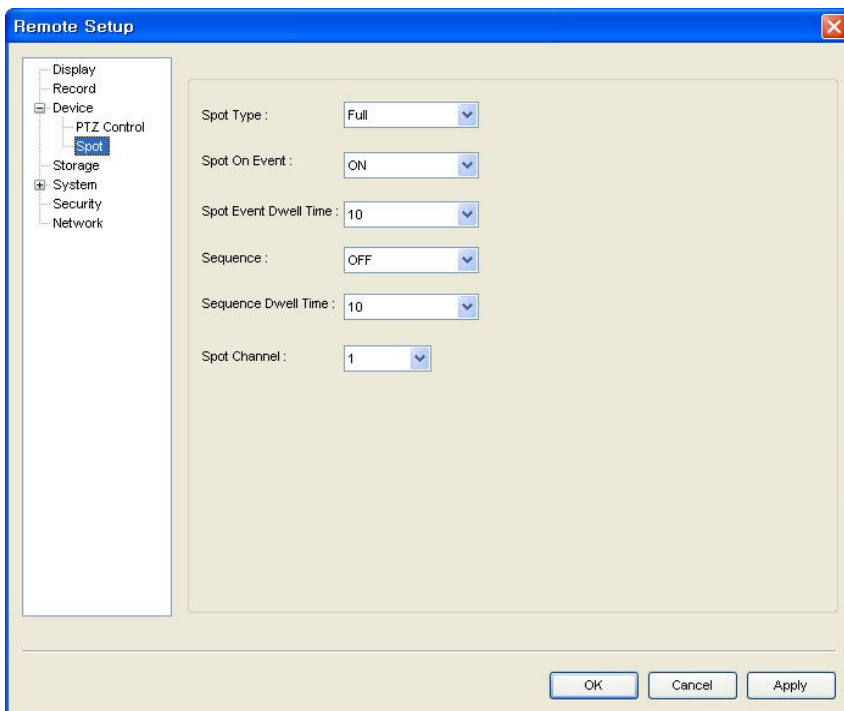 Remote Setup
Display
Record
Device
PTZ Control
Spot
Storage
System
Security
Network
Spot Type : Full
Spot On Event : ON
Spot Event Dwell Time : 10
Sequence : OFF
Sequence Dwell Time : 10
Spot Channel : 1
OK Cancel Apply